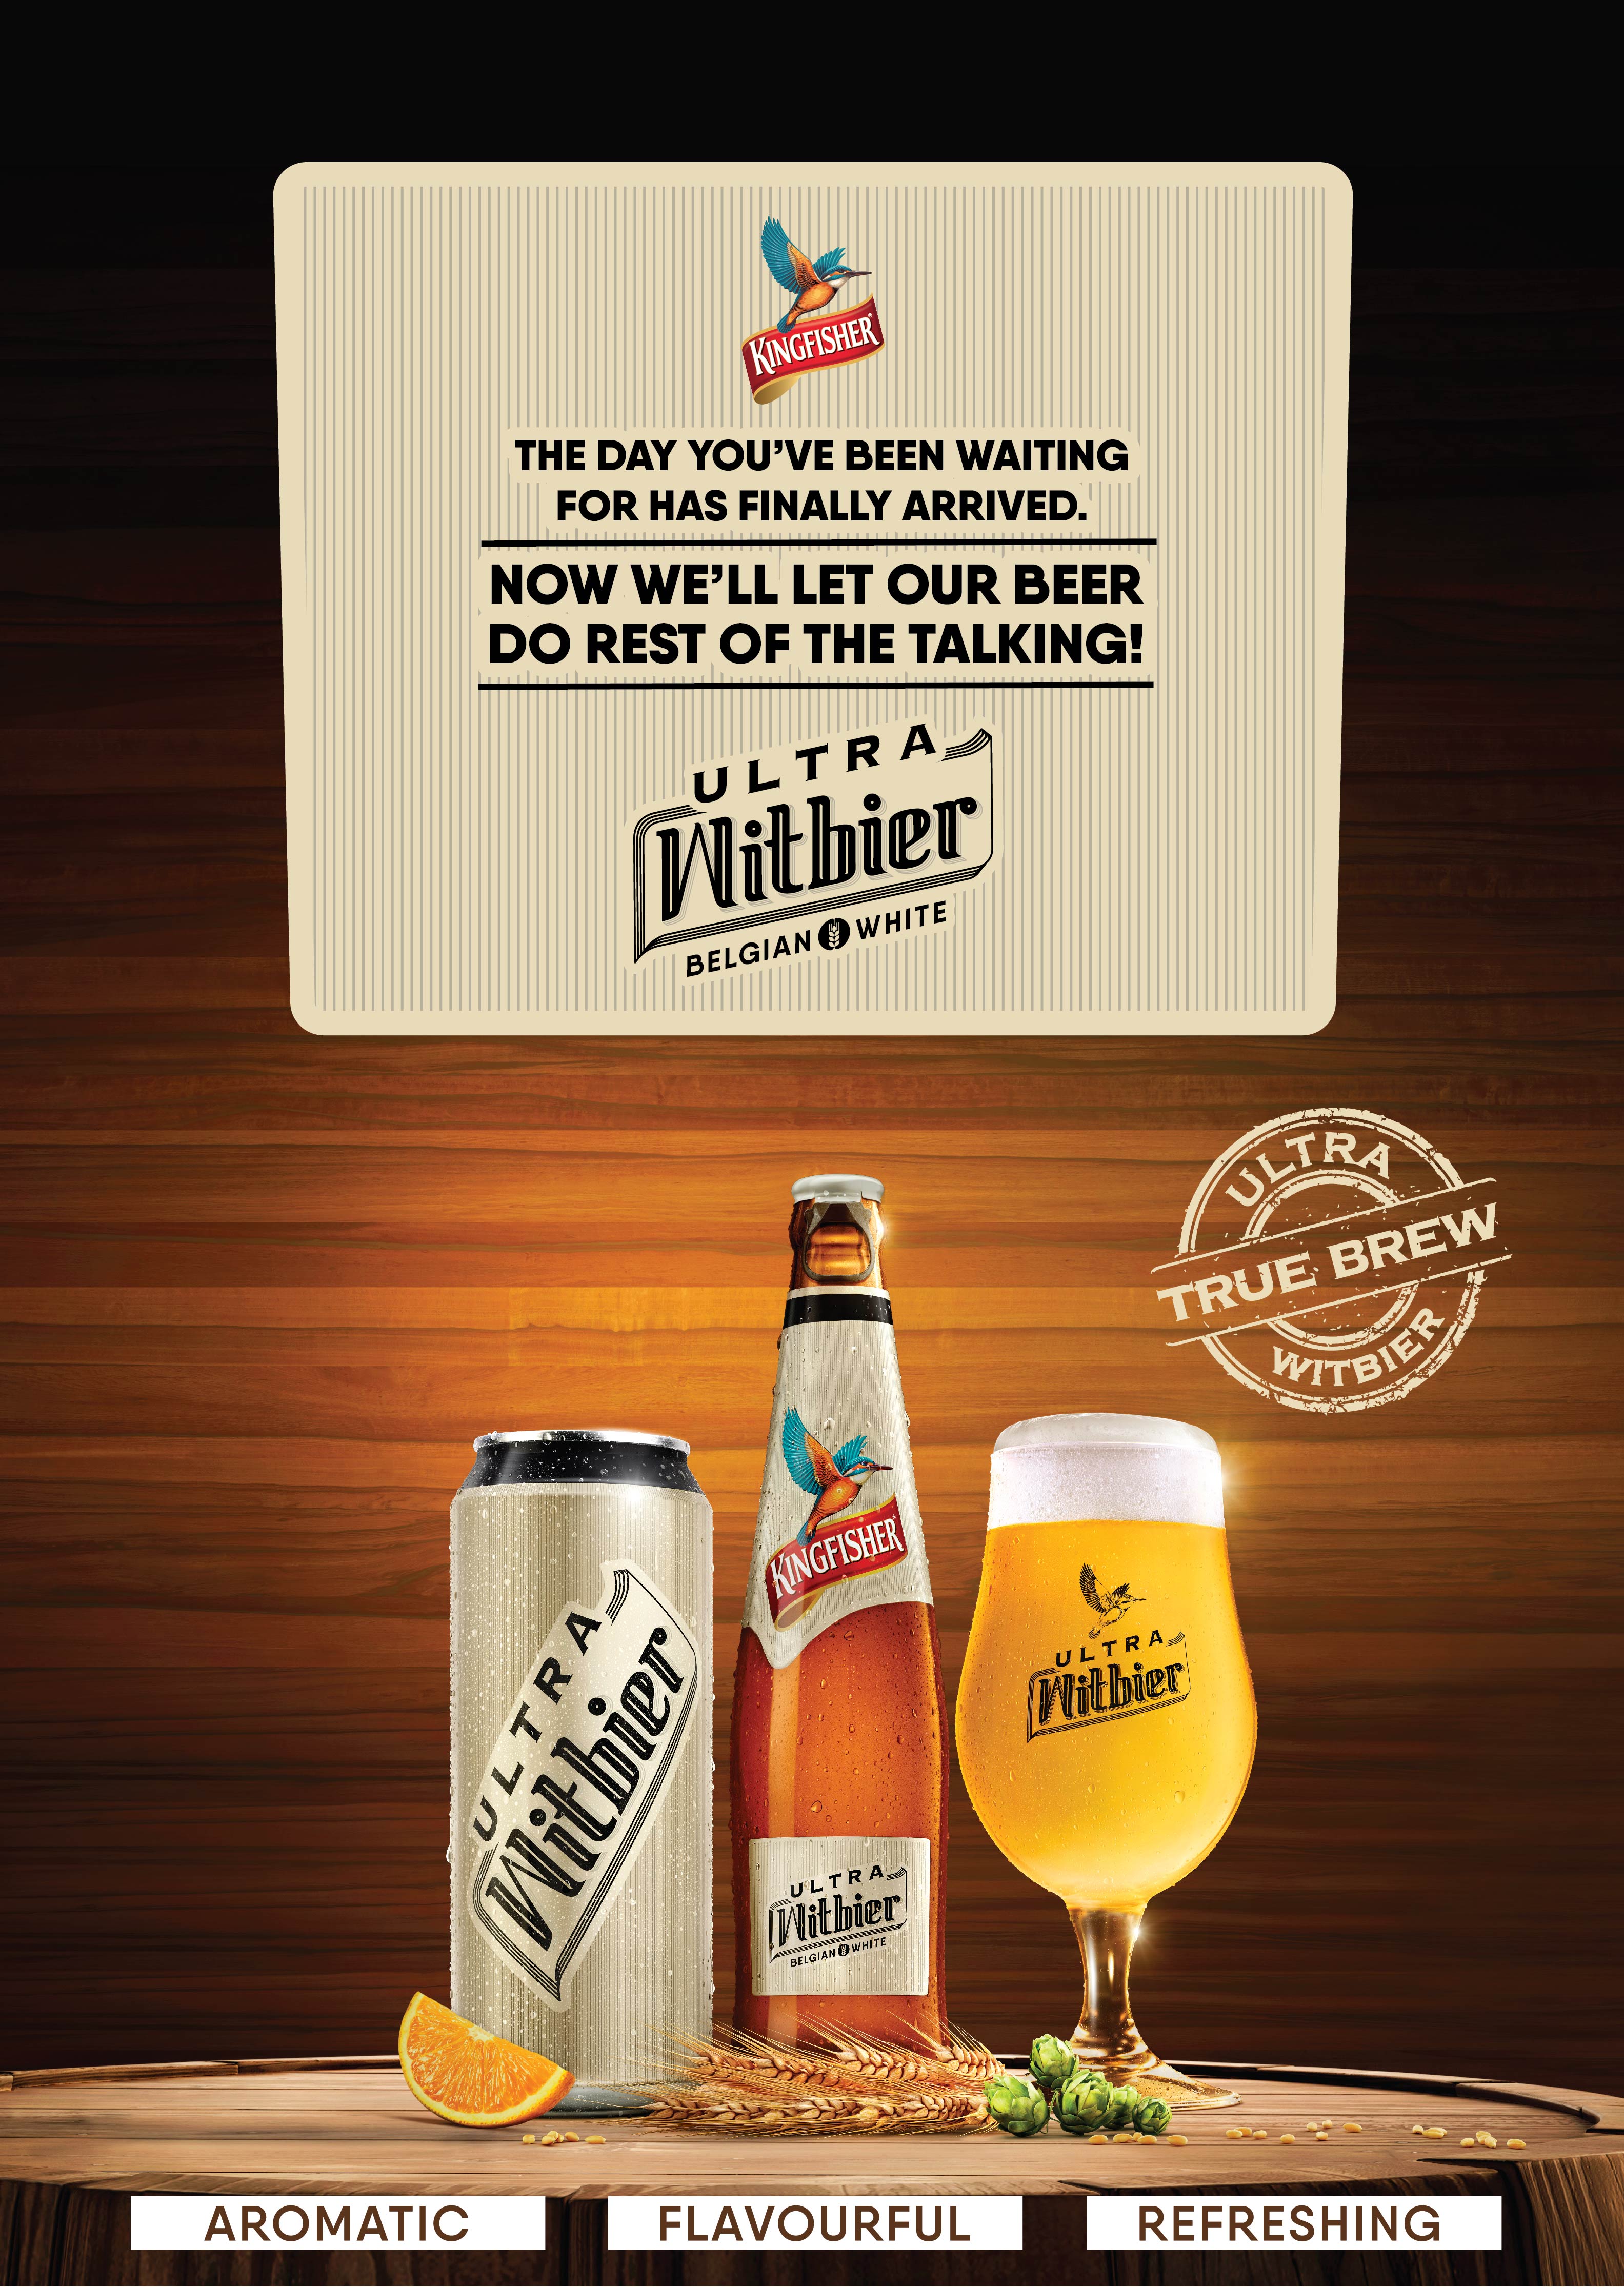 KINGFISHER
THE DAY YOU'VE BEEN WAITING
FOR HAS FINALLY ARRIVED.
NOW WE'LL LET OUR BEER
DO REST OF THE TALKING!
ULTRA
Witbier
BELGIAN WHITE
ULTRA
TRUE BREW
WITBIER
ULTRA
Witbier
KINGFISHER
ULTRA
Witbier
BELGIAN WHITE
ULTRA
Witbier
AROMATIC
FLAVOURFUL
REFRESHING